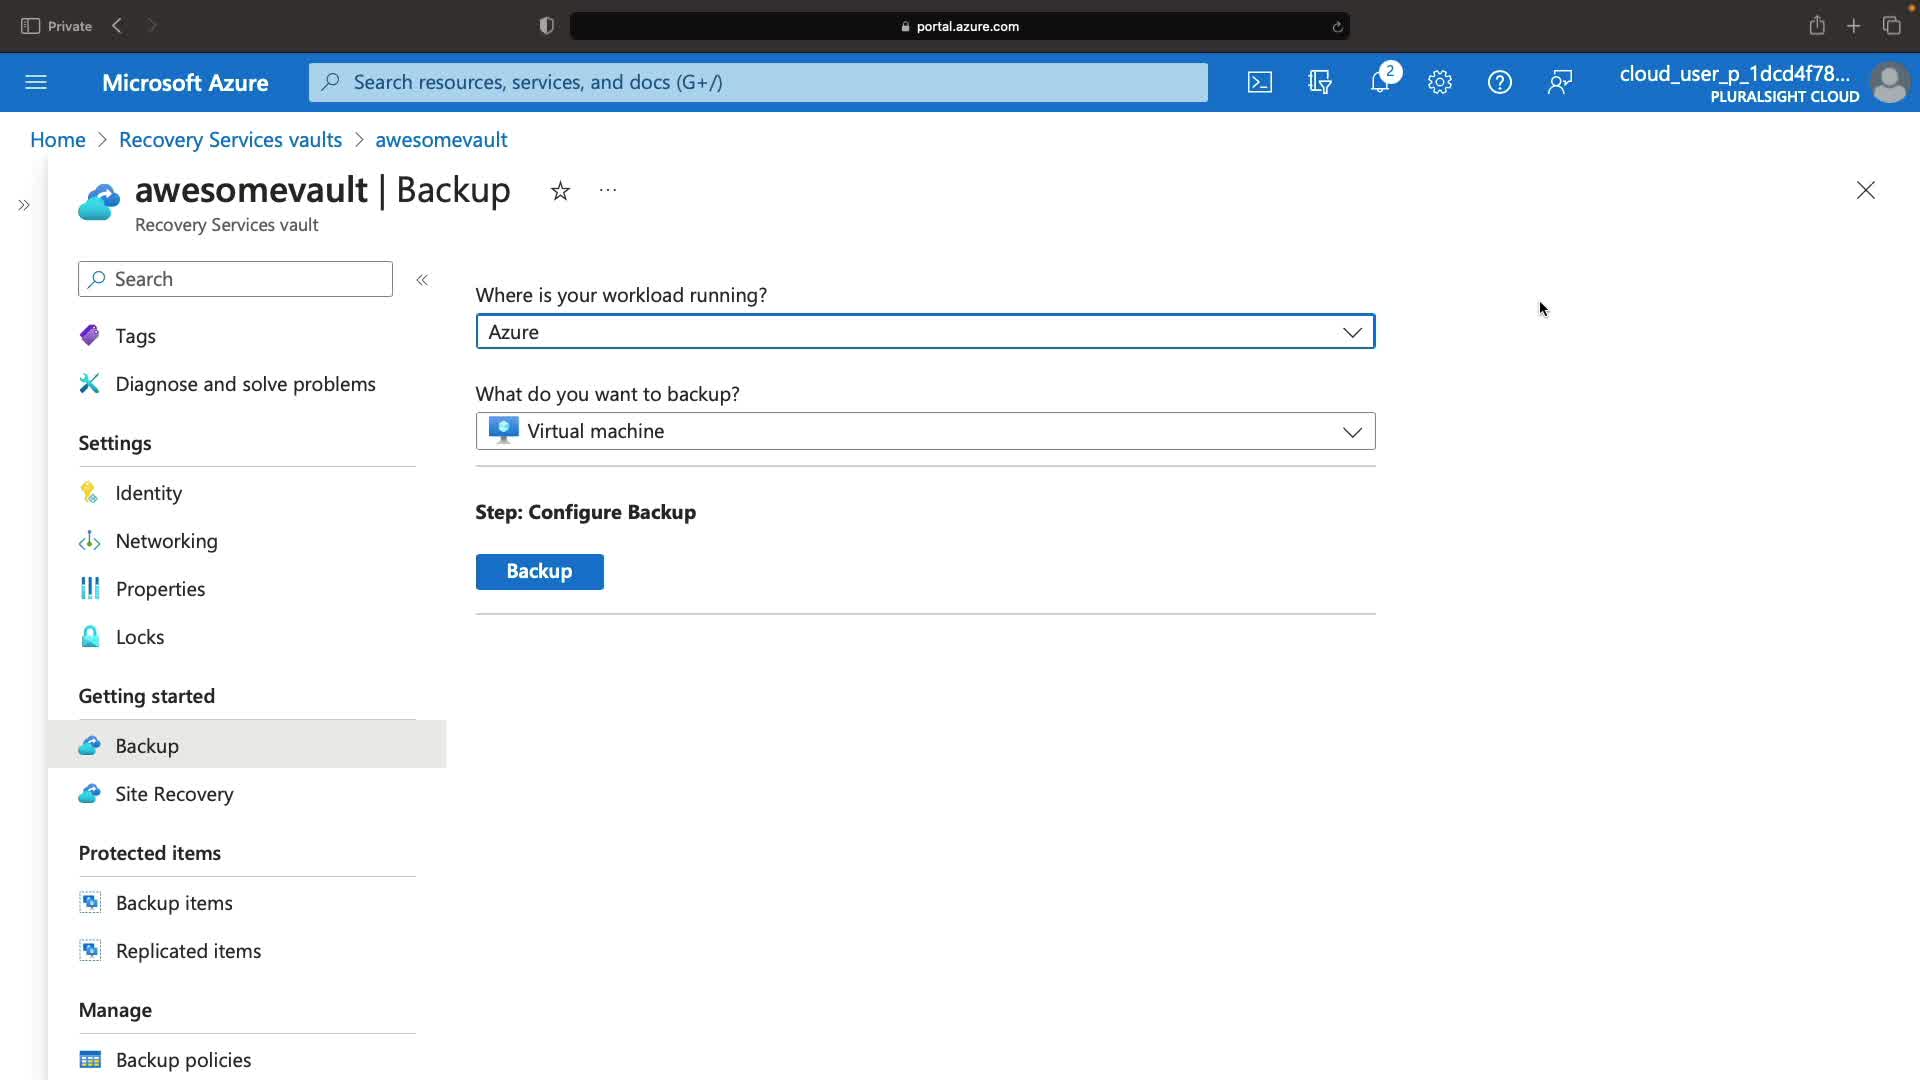 Private
portal.azure.com
Microsoft Azure
Search resources, services, and docs (G+/)
2
cloud_user_p_1dcd4f78...
PLURALSIGHT CLOUD
Home > Recovery Services vaults > awesomevault
awesomevault | Backup
Recovery Services vault
Search
Tags
Diagnose and solve problems
Settings
Identity
Networking
Properties
Locks
Getting started
Backup
Site Recovery
Protected items
Backup items
Replicated items
Manage
Backup policies
Where is your workload running?
Azure
What do you want to backup?
Virtual machine
Step: Configure Backup
Backup